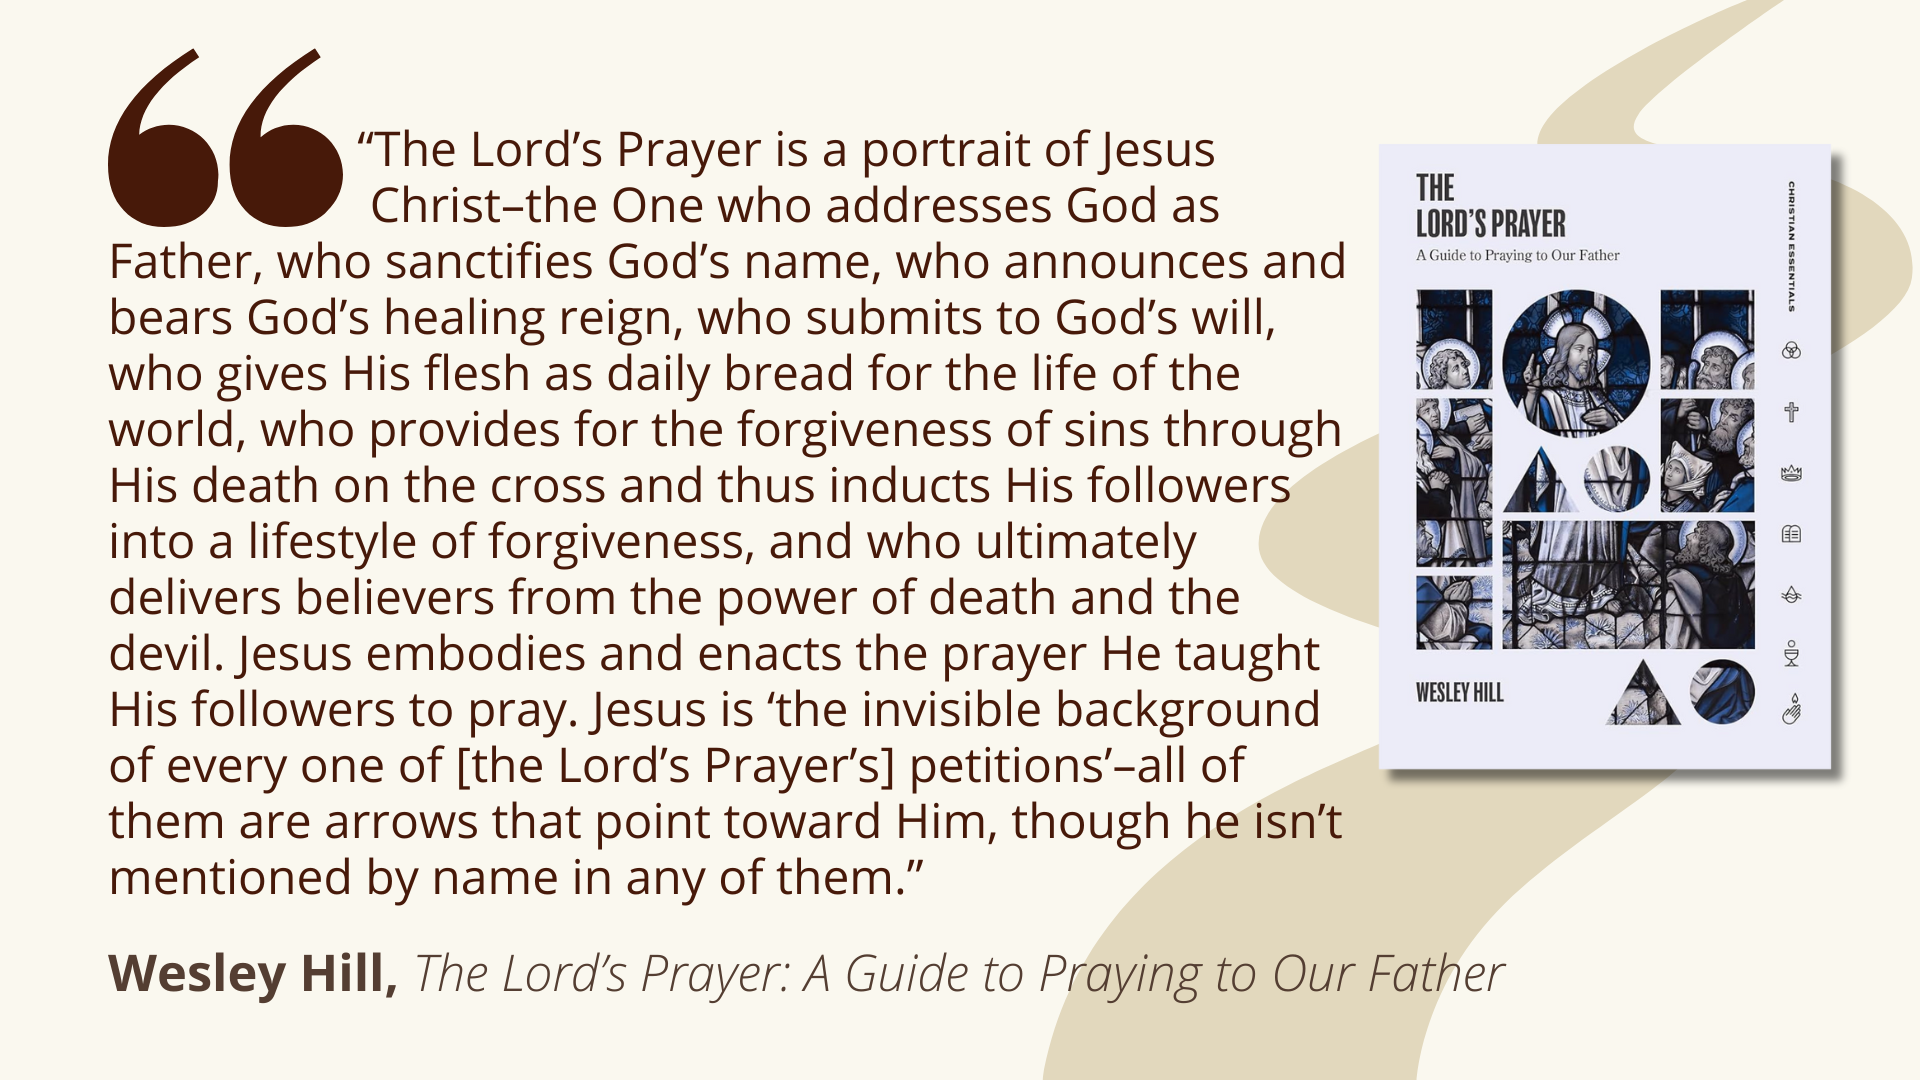 “The Lord’s Prayer is a portrait of Jesus
Christ–the One who addresses God as
Father, who sanctifies God’s name, who announces and
bears God’s healing reign, who submits to God’s will,
who gives His flesh as daily bread for the life of the
world, who provides for the forgiveness of sins through
His death on the cross and thus inducts His followers
into a lifestyle of forgiveness, and who ultimately
delivers believers from the power of death and the
devil. Jesus embodies and enacts the prayer He taught
His followers to pray. Jesus is ‘the invisible background
of every one of [the Lord’s Prayer’s] petitions’–all of
them are arrows that point toward Him, though he isn’t
mentioned by name in any of them.”
Wesley Hill, The Lord’s Prayer: A Guide to Praying to Our Father
THE
LORD’S PRAYER
A Guide to Praying to Our Father
CHRISTIAN ESSENTIALS
WESLEY HILL